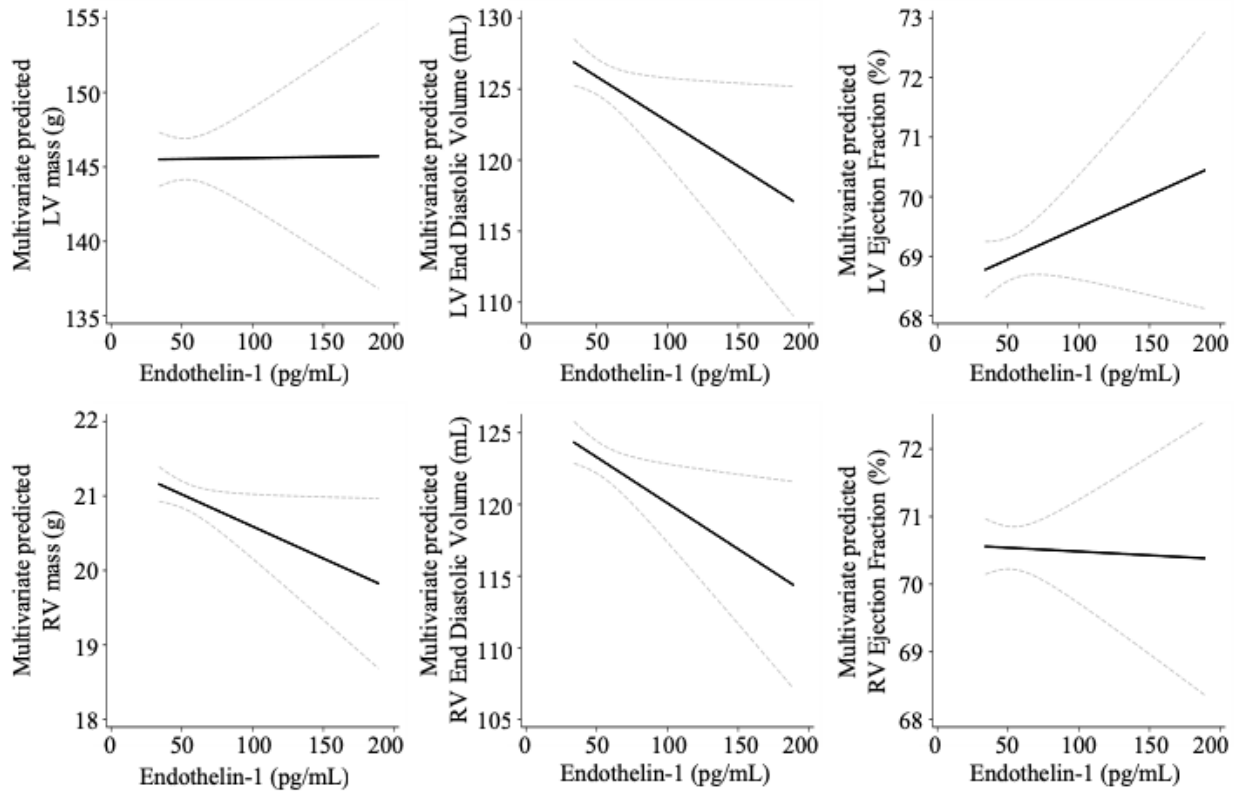 Multivariate predicted
LV mass (g)
155
150
145
140
135
0 50 100 150 200
Endothelin-1 (pg/mL)
Multivariate predicted
LV End Diastolic Volume (mL)
130
125
120
115
110
0 50 100 150 200
Endothelin-1 (pg/mL)
Multivariate predicted
LV Ejection Fraction (%)
73
72
71
70
69
68
0 50 100 150 200
Endothelin-1 (pg/mL)
Multivariate predicted
RV mass (g)
22
21
20
19
18
0 50 100 150 200
Endothelin-1 (pg/mL)
Multivariate predicted
RV End Diastolic Volume (mL)
125
120
115
110
105
0 50 100 150 200
Endothelin-1 (pg/mL)
Multivariate predicted
RV Ejection Fraction (%)
72
71
70
69
68
0 50 100 150 200
Endothelin-1 (pg/mL)